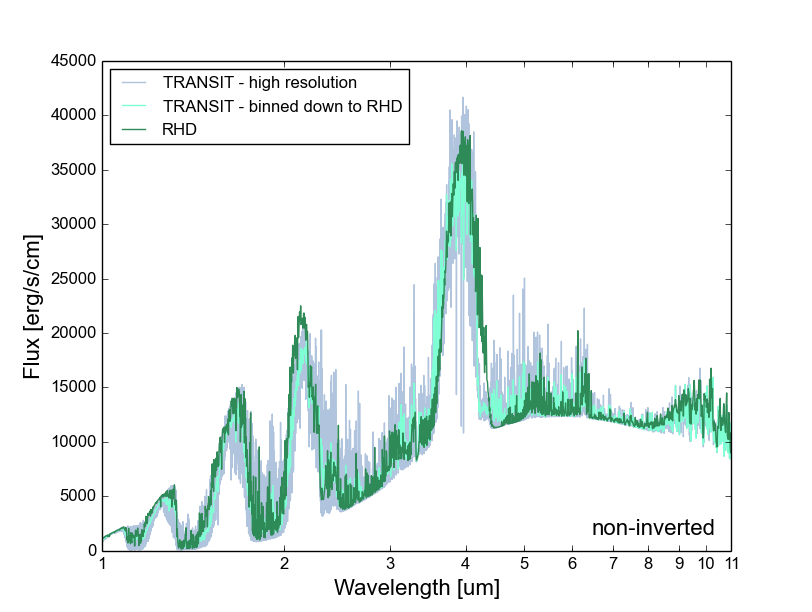 45000
40000
35000
30000
25000
20000
15000
10000
5000
0
Flux [erg/s/cm]
TRANSIT - high resolution
TRANSIT - binned down to RHD
RHD
non-inverted
1 2 3 4 5 6 7 8 9 10 11
Wavelength [um]